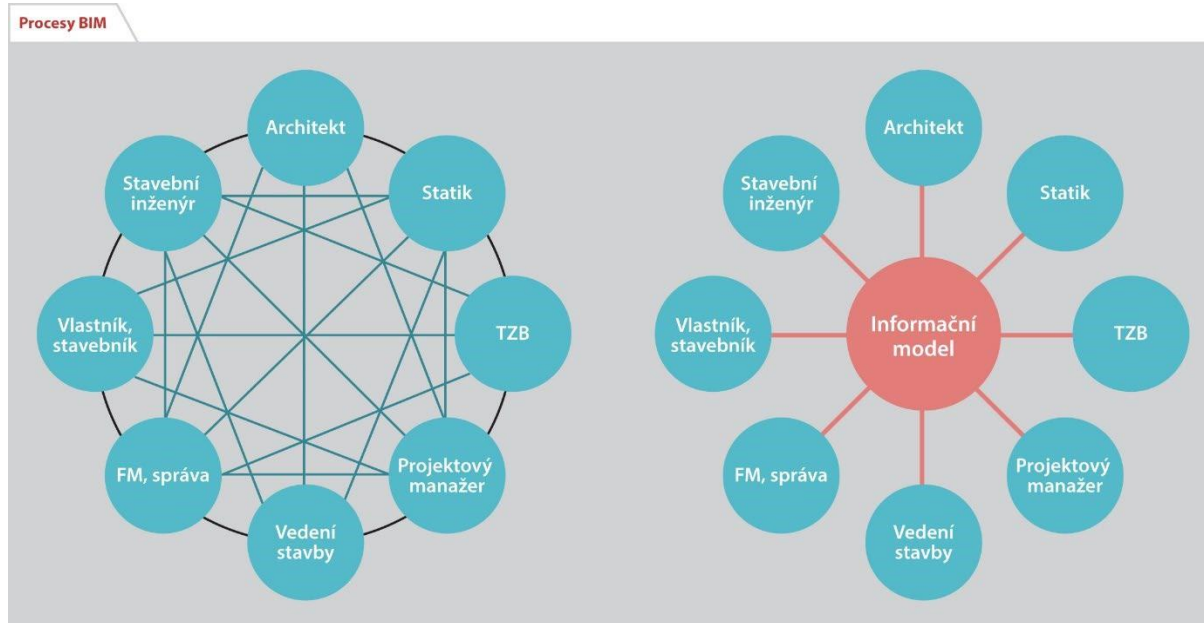 Procesy BIM
Architekt
Stavební
inženýr
Statik
Vlastník,
stavebník
TZB
FM, správa
Projektový
manažer
Vedení
stavby
Architekt
Stavební
inženýr
Statik
Vlastník,
stavebník
Informační
model
TZB
FM, správa
Projektový
manažer
Vedení
stavby